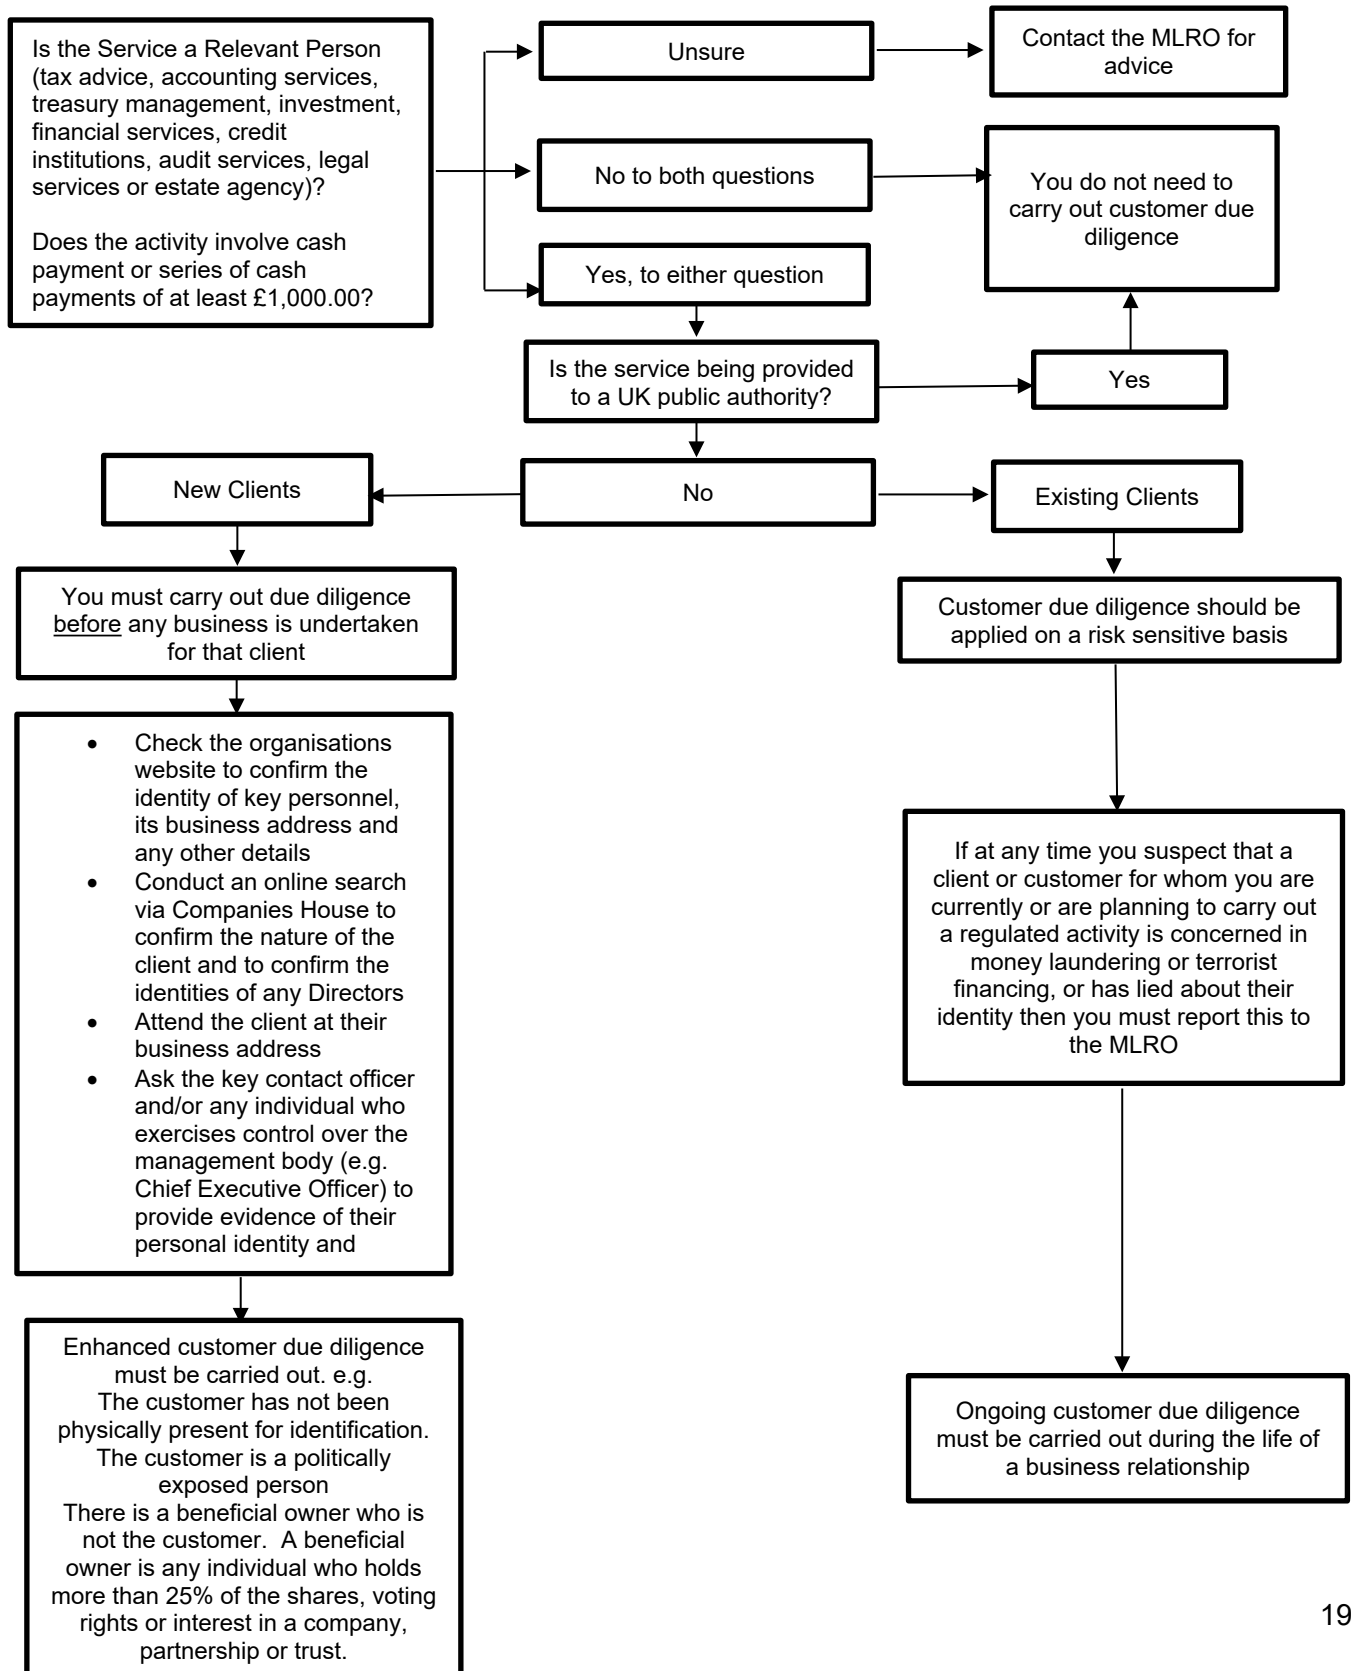 Is the Service a Relevant Person
(tax advice, accounting services,
treasury management, investment,
financial services, credit
institutions, audit services, legal
services or estate agency)?
Does the activity involve cash
payment or series of cash
payments of at least £1,000.00?
Unsure
Contact the MLRO for
advice
No to both questions
You do not need to
carry out customer due
diligence
Yes, to either question
Is the service being provided
to a UK public authority?
Yes
New Clients
No
Existing Clients
You must carry out due diligence
before any business is undertaken
for that client
Customer due diligence should be
applied on a risk sensitive basis
• Check the organisations
website to confirm the
identity of key personnel,
its business address and
any other details
• Conduct an online search
via Companies House to
confirm the nature of the
client and to confirm the
identities of any Directors
• Attend the client at their
business address
• Ask the key contact officer
and/or any individual who
exercises control over the
management body (e.g.
Chief Executive Officer) to
provide evidence of their
personal identity and
If at any time you suspect that a
client or customer for whom you are
currently or are planning to carry out
a regulated activity is concerned in
money laundering or terrorist
financing, or has lied about their
identity then you must report this to
the MLRO
Enhanced customer due diligence
must be carried out. e.g.
The customer has not been
physically present for identification.
The customer is a politically
exposed person
There is a beneficial owner who is
not the customer.  A beneficial
owner is any individual who holds
more than 25% of the shares, voting
rights or interest in a company,
partnership or trust.
Ongoing customer due diligence
must be carried out during the life of
a business relationship
19